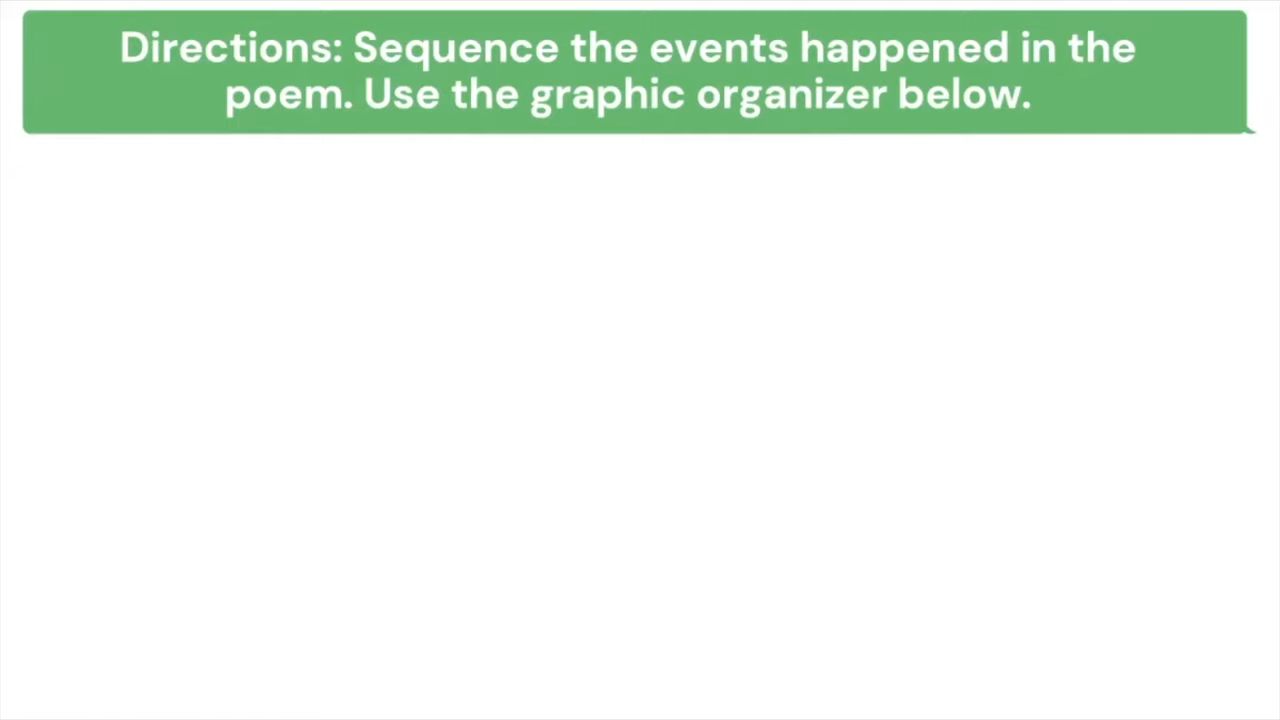 Directions: Sequence the events happened in the
poem. Use the graphic organizer below.